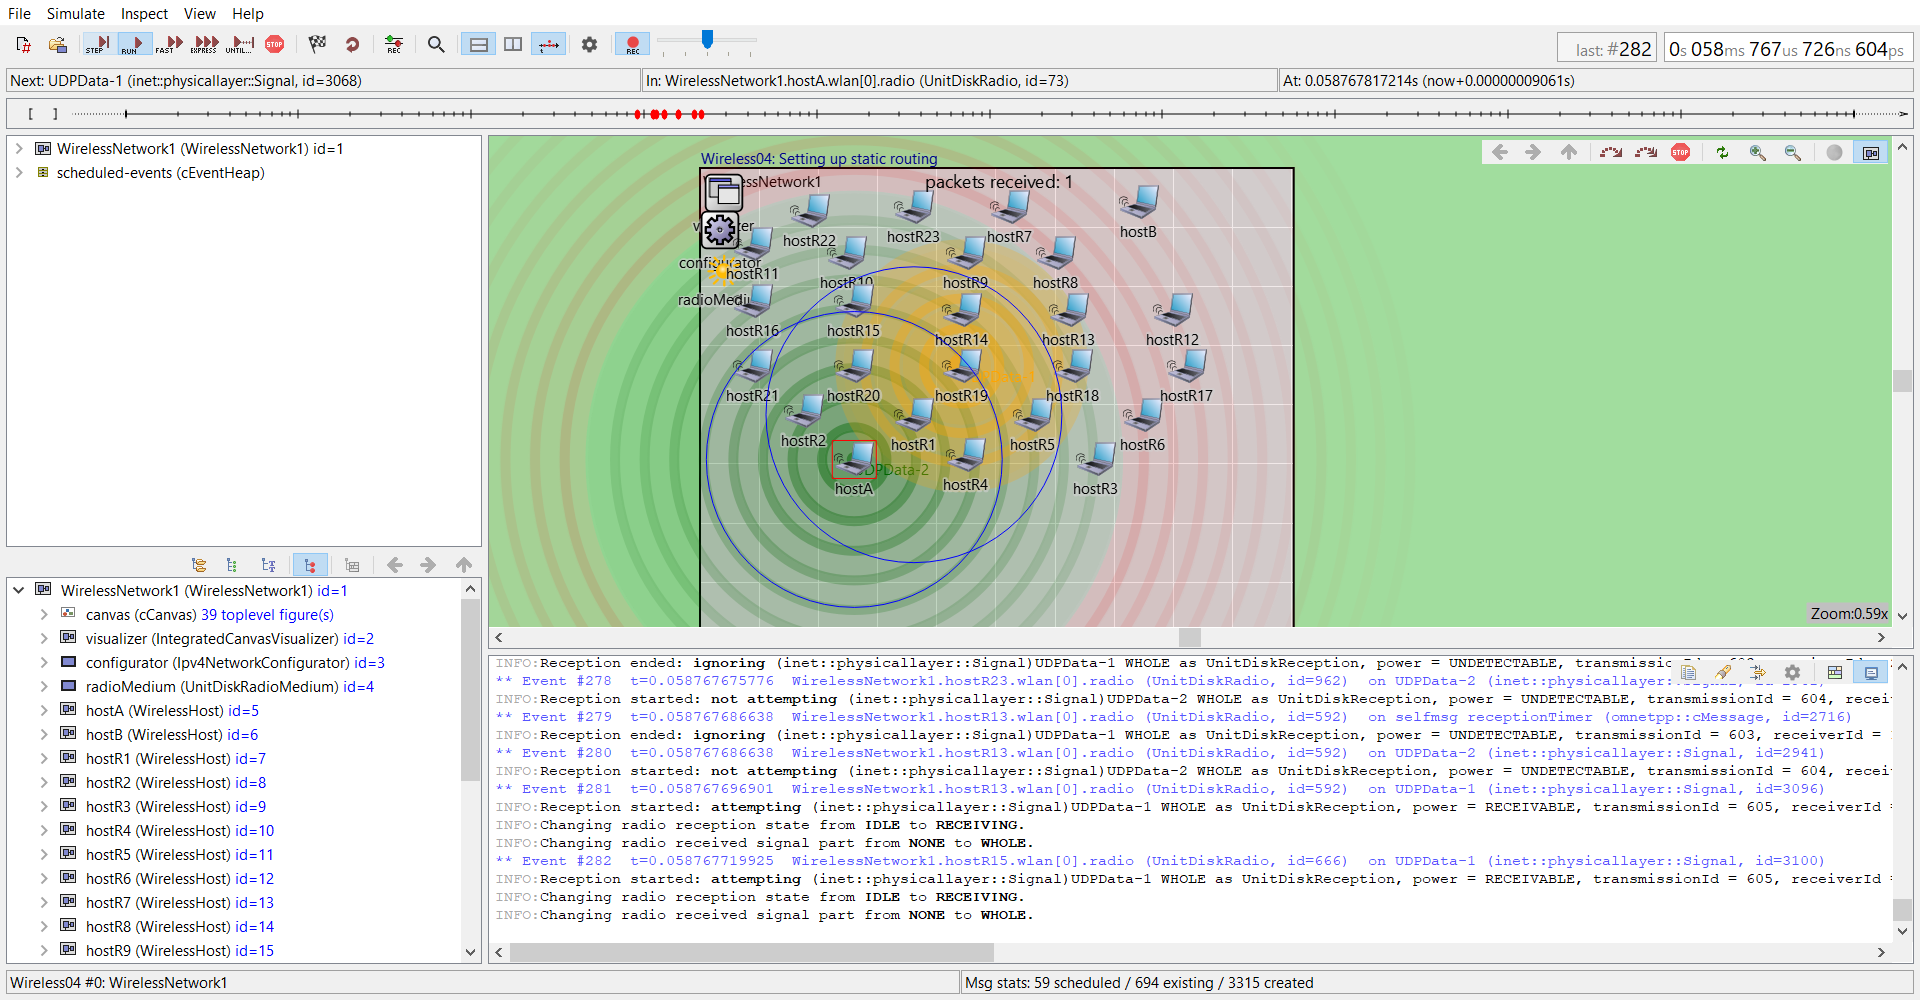 File Simulate Inspect View Help
STEP RUN FAST EXPRESS UNTIL... STOP REC REC
last: #282 0s 058ms 767us 726ns 604ps
Next: UDPData-1 (inet::physicallayer::Signal, id=3068) In: WirelessNetwork1.hostA.wlan[0].radio (UnitDiskRadio, id=73) At: 0.058767817214s (now+0.00000009061s)
[ ]
WirelessNetwork1 (WirelessNetwork1) id=1
scheduled-events (cEventHeap)
WirelessNetwork1 (WirelessNetwork1) id=1
canvas (cCanvas) 39 toplevel figure(s)
visualizer (IntegratedCanvasVisualizer) id=2
configurator (Ipv4NetworkConfigurator) id=3
radioMedium (UnitDiskRadioMedium) id=4
hostA (WirelessHost) id=5
hostB (WirelessHost) id=6
hostR1 (WirelessHost) id=7
hostR2 (WirelessHost) id=8
hostR3 (WirelessHost) id=9
hostR4 (WirelessHost) id=10
hostR5 (WirelessHost) id=11
hostR6 (WirelessHost) id=12
hostR7 (WirelessHost) id=13
hostR8 (WirelessHost) id=14
hostR9 (WirelessHost) id=15
Wireless04: Setting up static routing
STOP
essNetwork1 packets received: 1
hostR22 hostR23 hostR7 hostB
configurator
hostR11 hostR10 hostR9 hostR8
radioMediu
hostR16 hostR15 hostR14 hostR13 hostR12
hostR21 hostR20 hostR19 hostR18 hostR17
hostR2 hostR1 hostR5 hostR6
DPData-2
hostA hostR4 hostR3
Zoom:0.59x
INFO:Reception ended: ignoring (inet::physicallayer::Signal)UDPData-1 WHOLE as UnitDiskReception, power = UNDETECTABLE, transmissi
** Event #278 t=0.058767675776 WirelessNetwork1.hostR23.wlan[0].radio (UnitDiskRadio, id=962) on UDPData-2 (inet::physicallayer::Signal,
INFO:Reception started: not attempting (inet::physicallayer::Signal)UDPData-2 WHOLE as UnitDiskReception, power = UNDETECTABLE, transmissionId = 604, recei
** Event #279 t=0.058767686638 WirelessNetwork1.hostR13.wlan[0].radio (UnitDiskRadio, id=592) on selfmsg receptionTimer (omnetpp::cMessage, id=2716)
INFO:Reception ended: ignoring (inet::physicallayer::Signal)UDPData-1 WHOLE as UnitDiskReception, power = UNDETECTABLE, transmissionId = 603, receiverId =
** Event #280 t=0.058767686638 WirelessNetwork1.hostR13.wlan[0].radio (UnitDiskRadio, id=592) on UDPData-2 (inet::physicallayer::Signal, id=2941)
INFO:Reception started: not attempting (inet::physicallayer::Signal)UDPData-2 WHOLE as UnitDiskReception, power = UNDETECTABLE, transmissionId = 604, recei
** Event #281 t=0.058767696901 WirelessNetwork1.hostR13.wlan[0].radio (UnitDiskRadio, id=592) on UDPData-1 (inet::physicallayer::Signal, id=3096)
INFO:Reception started: attempting (inet::physicallayer::Signal)UDPData-1 WHOLE as UnitDiskReception, power = RECEIVABLE, transmissionId = 605, receiverId =
INFO:Changing radio reception state from IDLE to RECEIVING.
INFO:Changing radio received signal part from NONE to WHOLE.
** Event #282 t=0.058767719925 WirelessNetwork1.hostR15.wlan[0].radio (UnitDiskRadio, id=666) on UDPData-1 (inet::physicallayer::Signal, id=3100)
INFO:Reception started: attempting (inet::physicallayer::Signal)UDPData-1 WHOLE as UnitDiskReception, power = RECEIVABLE, transmissionId = 605, receiverId =
INFO:Changing radio reception state from IDLE to RECEIVING.
INFO:Changing radio received signal part from NONE to WHOLE.
Wireless04 #0: WirelessNetwork1 Msg stats: 59 scheduled / 694 existing / 3315 created